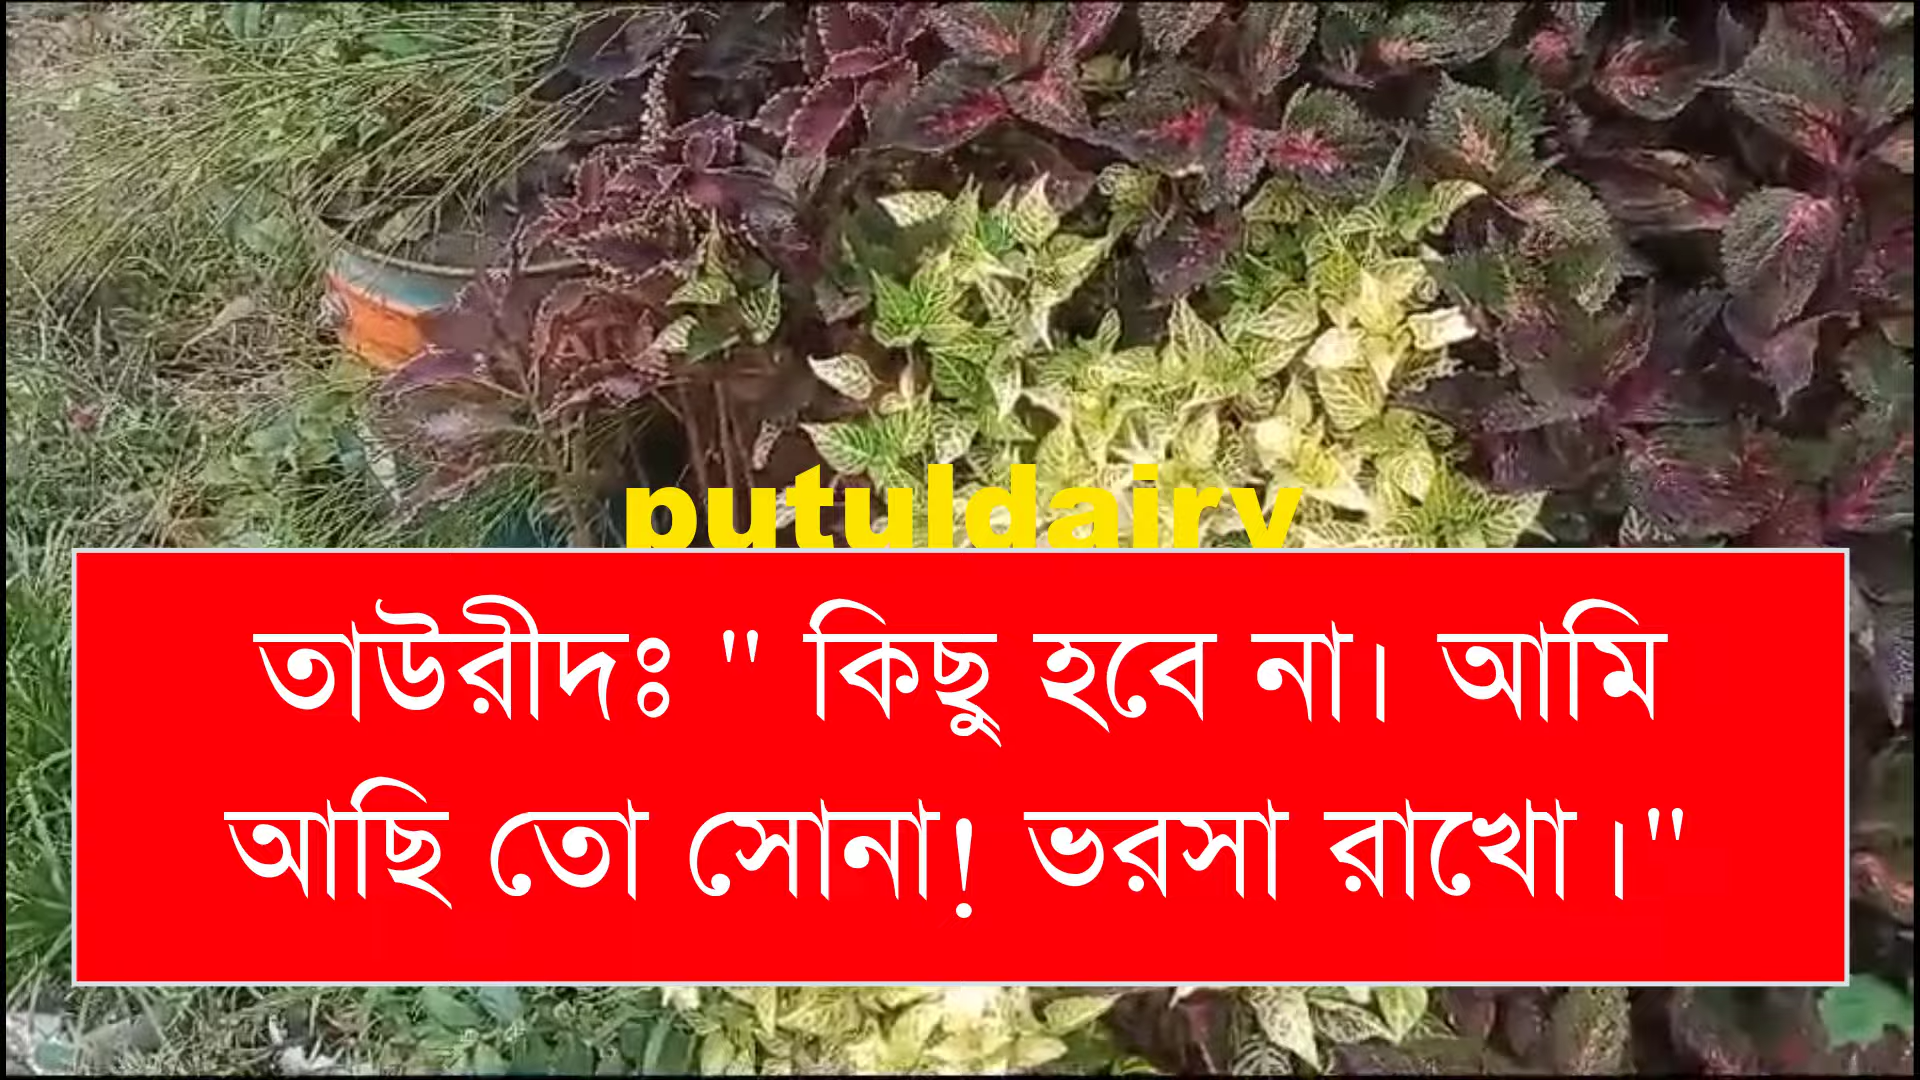 putuldairy
তাউরীদঃ " কিছু হবে না। আমি
আছি তো সোনা! ভরসা রাখো।"